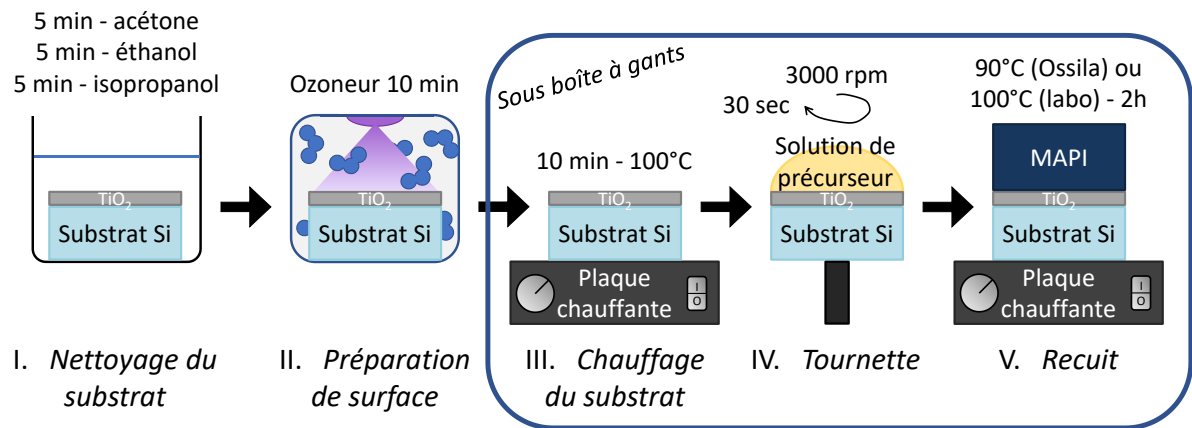 5 min - acétone
5 min - éthanol
5 min - isopropanol
TiO2
Substrat Si
I. Nettoyage du
substrat
Ozoneur 10 min
TiO2
Substrat Si
II. Préparation
de surface
Sous boîte à gants
10 min - 100°C
TiO2
Substrat Si
Plaque
chauffante
I
O
III. Chauffage
du substrat
3000 rpm
30 sec
Solution de
précurseur
TiO2
Substrat Si
IV. Tournette
90°C (Ossila) ou
100°C (labo) - 2h
MAPI
TiO2
Substrat Si
Plaque
chauffante
I
O
V. Recuit